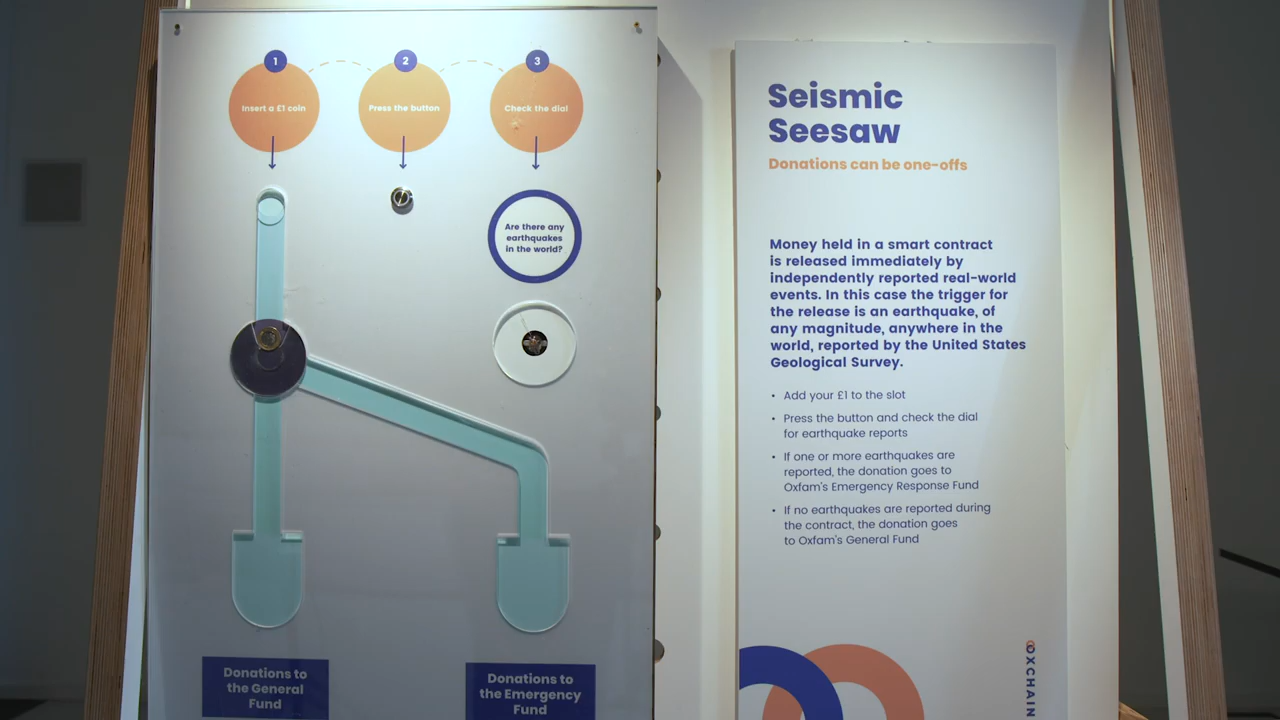 1
2
3
Insert a £1 coin
Press the button
Check the dial
Are there any
earthquakes
in the world?
Donations to
the General
Fund
Donations to
the Emergency
Fund
Seismic
Seesaw
Donations can be one-offs
Money held in a smart contract
is released immediately by
independently reported real-world
events. In this case the trigger for
the release is an earthquake, of
any magnitude, anywhere in the
world, reported by the United States
Geological Survey.
• Add your £1 to the slot
• Press the button and check the dial
for earthquake reports
• If one or more earthquakes are
reported, the donation goes to
Oxfam's Emergency Response Fund
• If no earthquakes are reported during
the contract, the donation goes
to Oxfam's General Fund
OXCHAIN